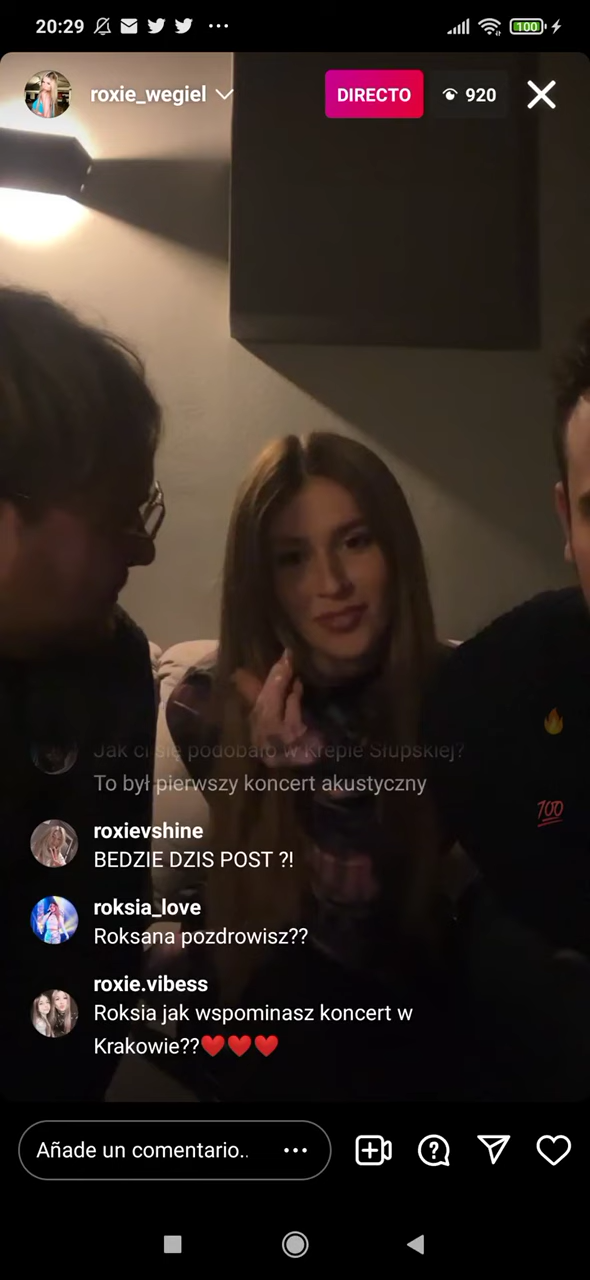 20:29
100
roxie_wegiel
DIRECTO
920
Jak ci się podobało w Krępie Słupskiej?
To był pierwszy koncert akustyczny
roxievshine
BEDZIE DZIS POST ?!
roksia_love
Roksana pozdrowisz??
roxie.vibess
Roksia jak wspominasz koncert w
Krakowie??❤️❤️❤️
Añade un comentario..
🔥
💯